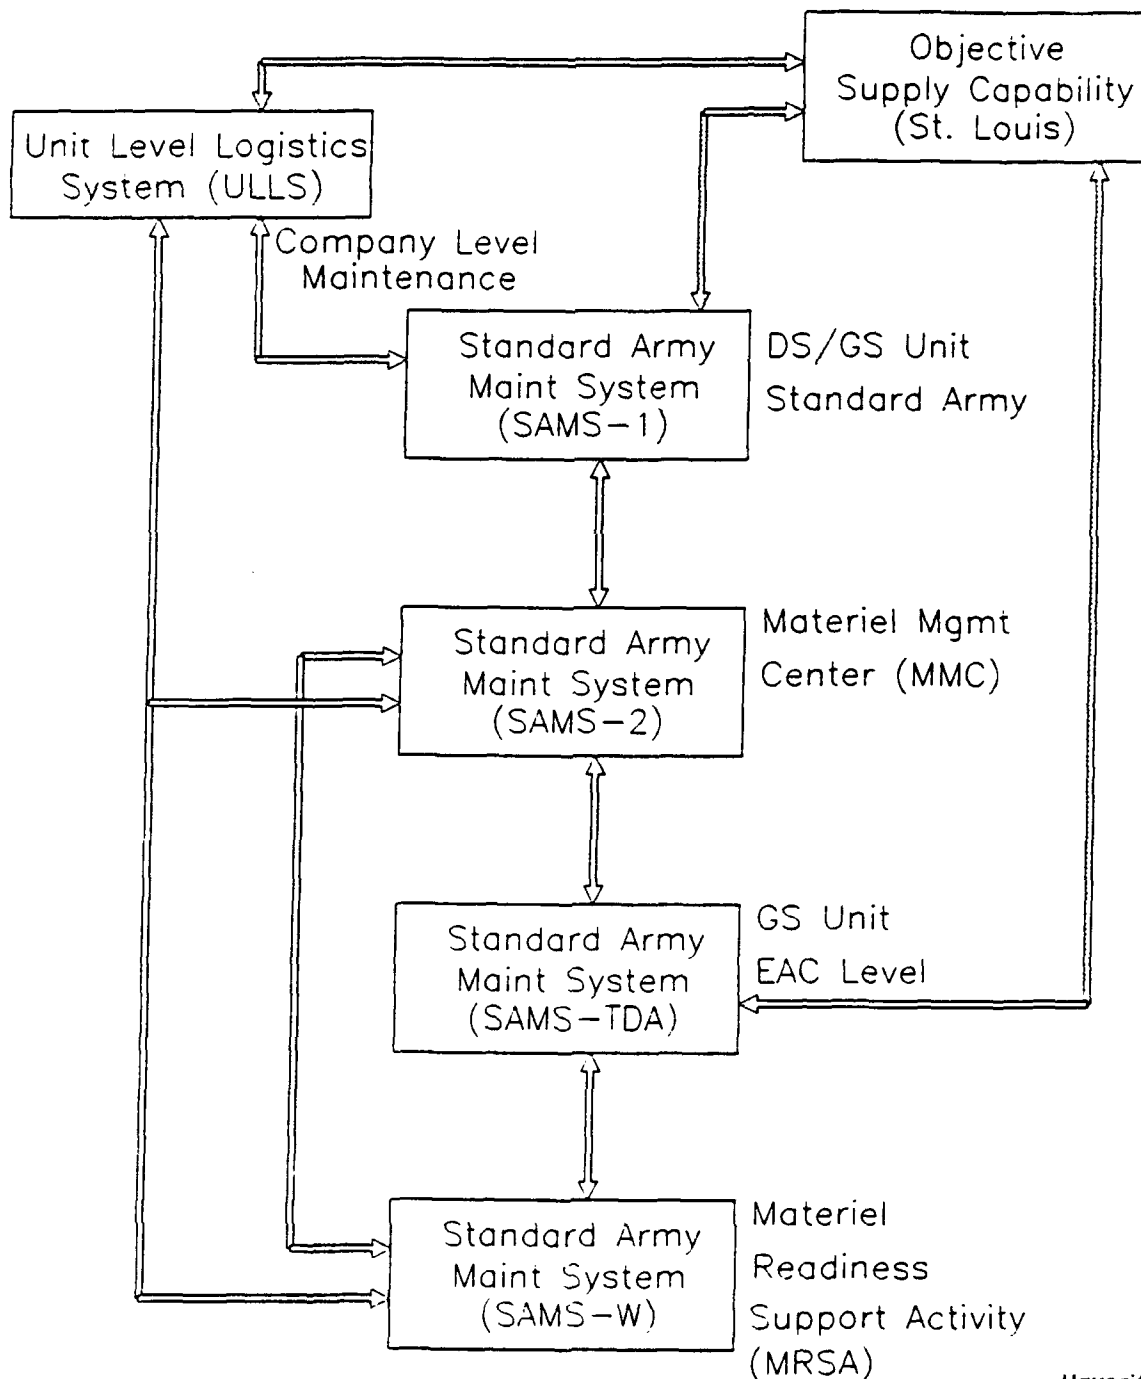 Objective
Supply Capability
(St. Louis)
Unit Level Logistics
System (ULLS)
Company Level
Maintenance
Standard Army
Maint System
(SAMS-1)
DS/GS Unit
Standard Army
Standard Army
Maint System
(SAMS-2)
Materiel Mgmt
Center (MMC)
Standard Army
Maint System
(SAMS-TDA)
GS Unit
EAC Level
Standard Army
Maint System
(SAMS-W)
Materiel
Readiness
Support Activity
(MRSA)